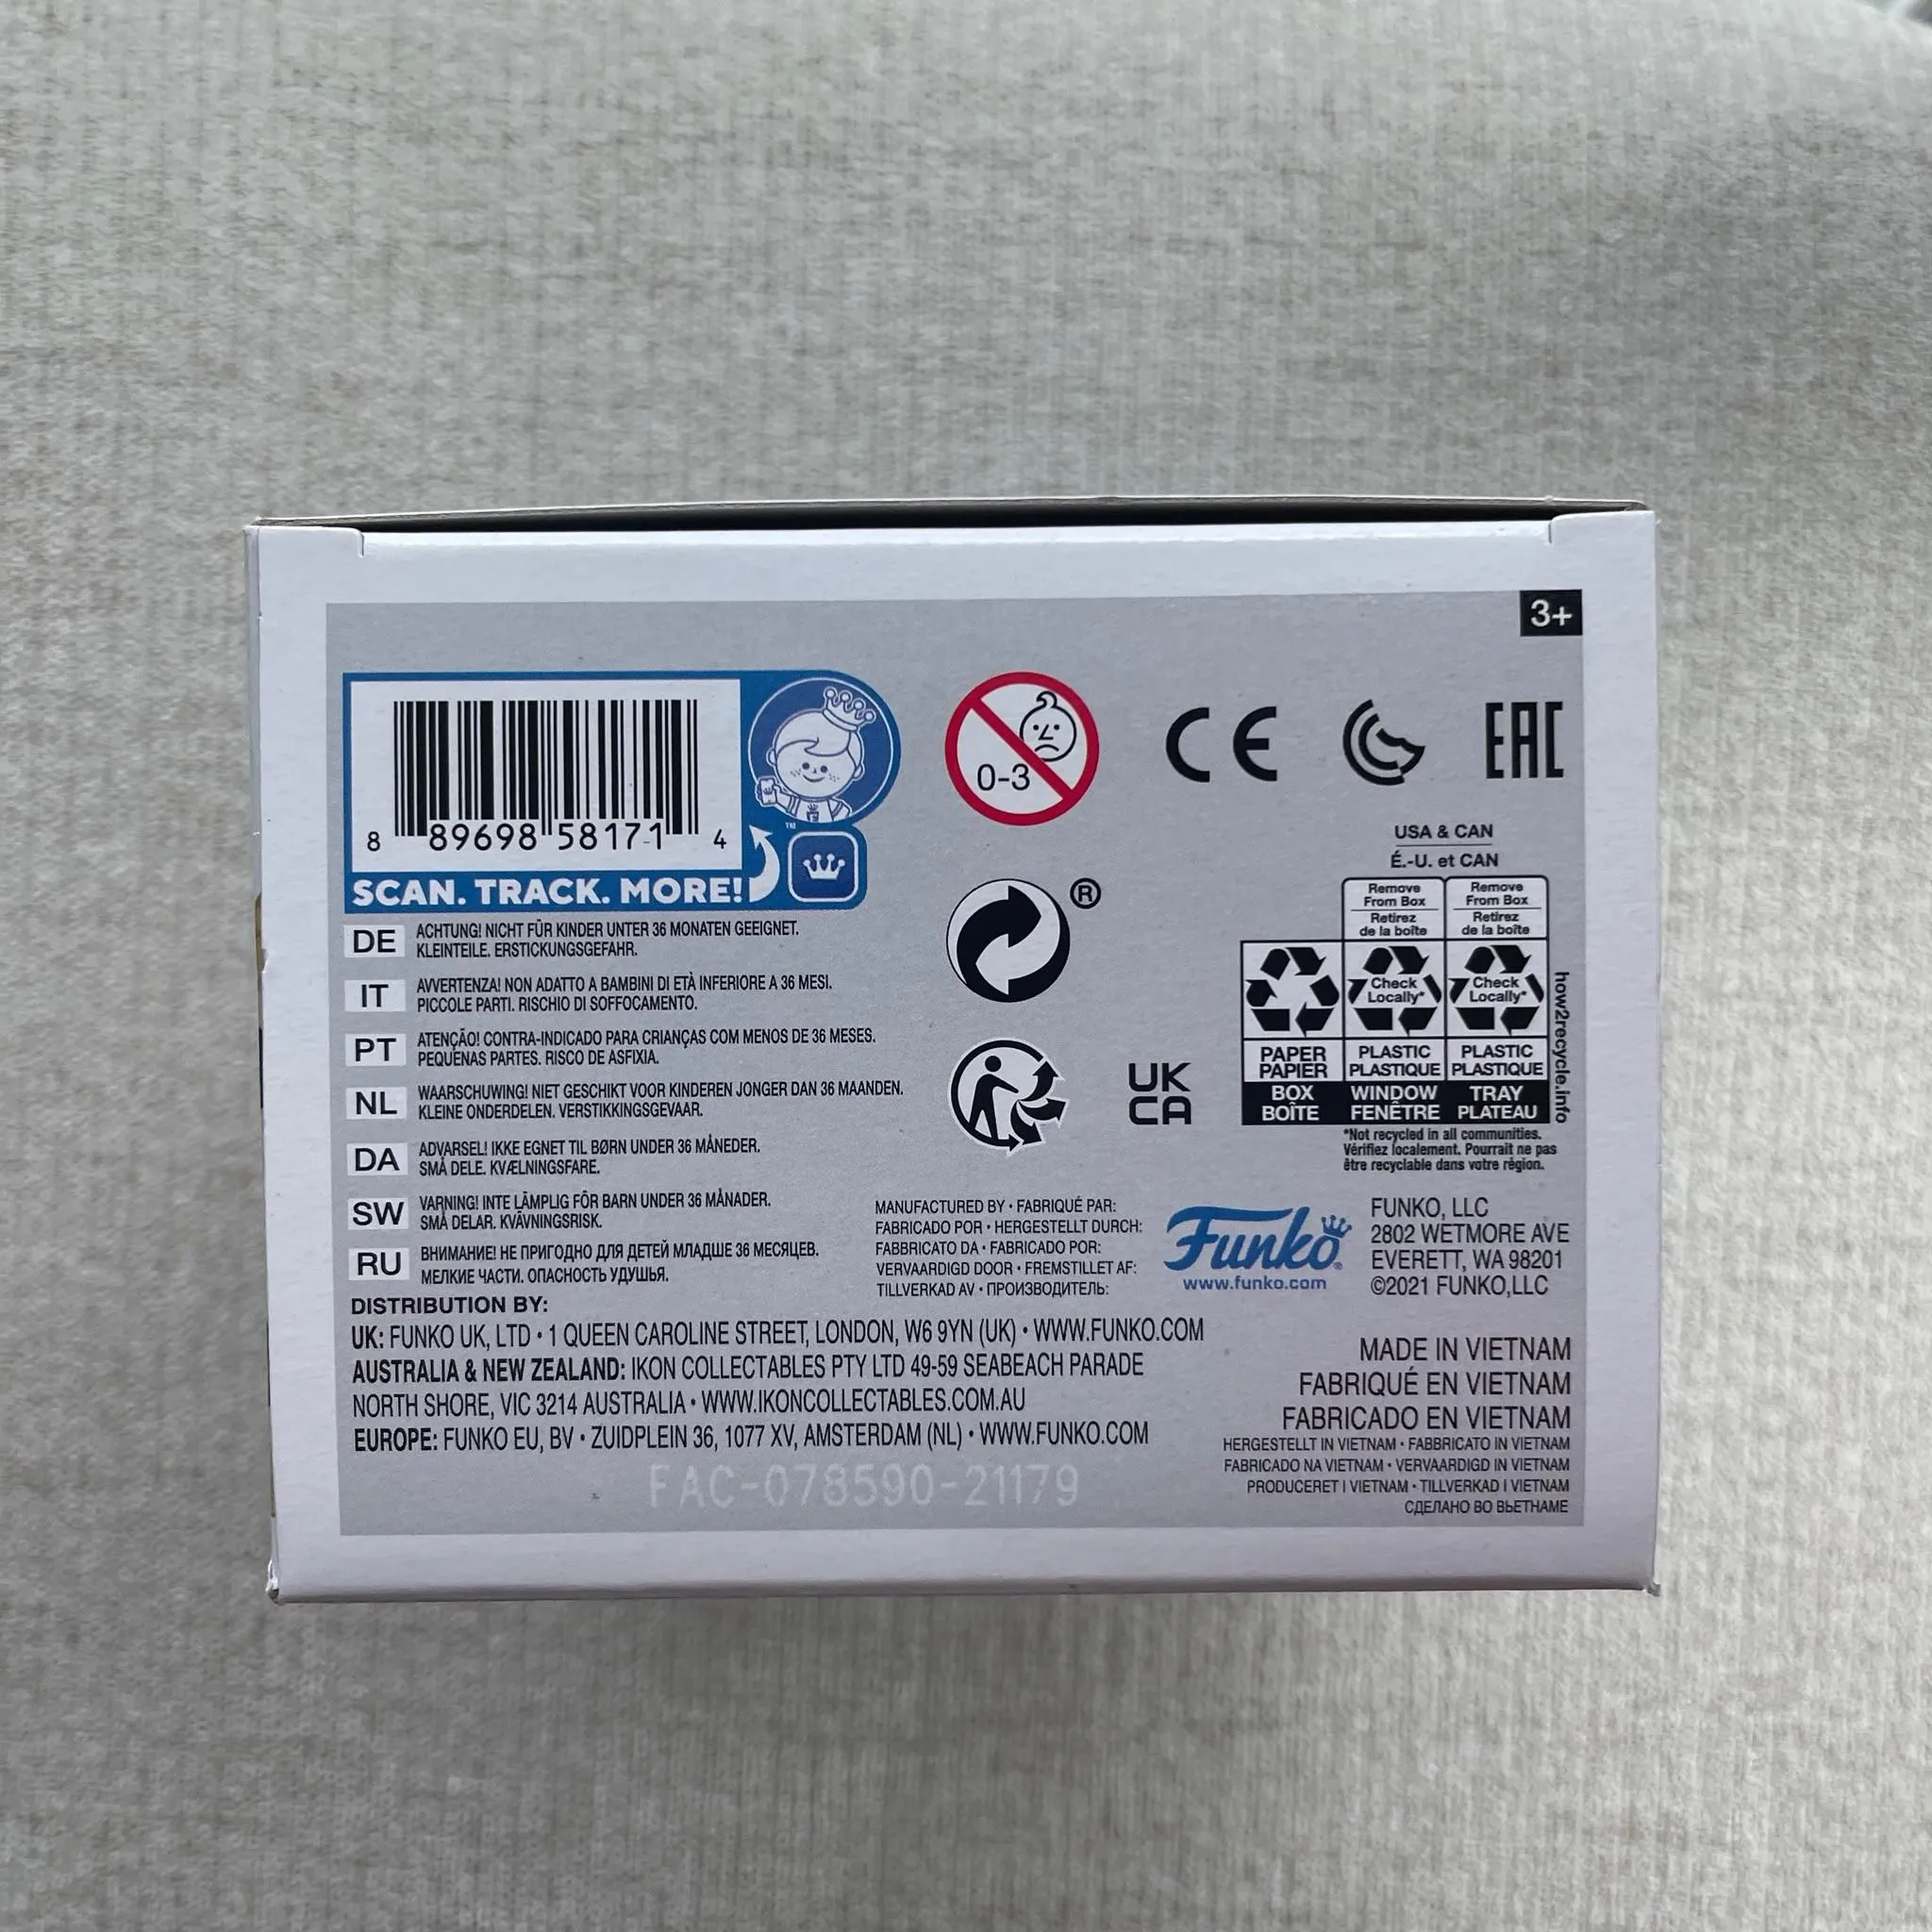 3+
8 89698 58171 4
™
SCAN. TRACK. MORE!
0-3
CE
EAC
®
DE ACHTUNG! NICHT FÜR KINDER UNTER 36 MONATEN GEEIGNET.
KLEINTEILE. ERSTICKUNGSGEFAHR.
IT AVVERTENZA! NON ADATTO A BAMBINI DI ETÀ INFERIORE A 36 MESI.
PICCOLE PARTI. RISCHIO DI SOFFOCAMENTO.
PT ATENÇÃO! CONTRA-INDICADO PARA CRIANÇAS COM MENOS DE 36 MESES.
PEQUENAS PARTES. RISCO DE ASFIXIA.
NL WAARSCHUWING! NIET GESCHIKT VOOR KINDEREN JONGER DAN 36 MAANDEN.
KLEINE ONDERDELEN. VERSTIKKINGSGEVAAR.
DA ADVARSEL! IKKE EGNET TIL BØRN UNDER 36 MÅNEDER.
SMÅ DELE. KVÆLNINGSFARE.
SW VARNING! INTE LÄMPLIG FÖR BARN UNDER 36 MÅNADER.
SMÅ DELAR. KVÄVNINGSRISK.
RU ВНИМАНИЕ! НЕ ПРИГОДНО ДЛЯ ДЕТЕЙ МЛАДШЕ 36 МЕСЯЦЕВ.
МЕЛКИЕ ЧАСТИ. ОПАСНОСТЬ УДУШЬЯ.
UK
CA
USA & CAN
É.-U. et CAN
Remove
From Box
Retirez
de la boîte
Remove
From Box
Retirez
de la boîte
Check
Locally*
Check
Locally*
PAPER
PAPIER
PLASTIC
PLASTIQUE
PLASTIC
PLASTIQUE
BOX
BOÎTE
WINDOW
FENÊTRE
TRAY
PLATEAU
how2recycle.info
*Not recycled in all communities.
Vérifiez localement. Pourrait ne pas
être recyclable dans votre région.
MANUFACTURED BY • FABRIQUÉ PAR:
FABRICADO POR • HERGESTELLT DURCH:
FABBRICATO DA • FABRICADO POR:
VERVAARDIGD DOOR • FREMSTILLET AF:
TILLVERKAD AV • ПРОИЗВОДИТЕЛЬ:
Funko®
www.funko.com
FUNKO, LLC
2802 WETMORE AVE
EVERETT, WA 98201
©2021 FUNKO,LLC
DISTRIBUTION BY:
UK: FUNKO UK, LTD • 1 QUEEN CAROLINE STREET, LONDON, W6 9YN (UK) • WWW.FUNKO.COM
AUSTRALIA & NEW ZEALAND: IKON COLLECTABLES PTY LTD 49-59 SEABEACH PARADE
NORTH SHORE, VIC 3214 AUSTRALIA • WWW.IKONCOLLECTABLES.COM.AU
EUROPE: FUNKO EU, BV • ZUIDPLEIN 36, 1077 XV, AMSTERDAM (NL) • WWW.FUNKO.COM
FAC-078590-21179
MADE IN VIETNAM
FABRIQUÉ EN VIETNAM
FABRICADO EN VIETNAM
HERGESTELLT IN VIETNAM • FABBRICATO IN VIETNAM
FABRICADO NA VIETNAM • VERVAARDIGD IN VIETNAM
PRODUCERET I VIETNAM • TILLVERKAD I VIETNAM
СДЕЛАНО ВО ВЬЕТНАМЕ